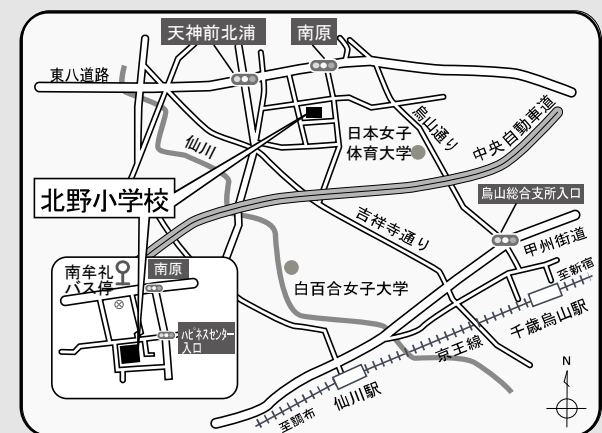 天神前北浦
南原
東八道路
仙川
日本女子
体育大学
烏山通り
中央自動車道
北野小学校
烏山総合支所入口
吉祥寺通り
甲州街道
南牟礼
バス停
南原
白百合女子大学
至新宿
ハピネスセンター
入口
千歳烏山駅
京王線
仙川駅
至調布
N